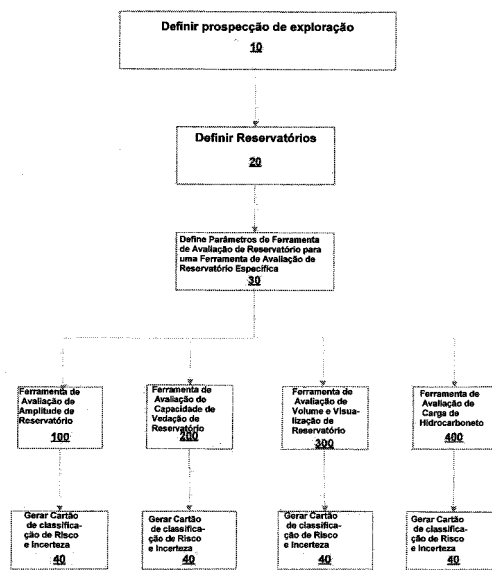 Definir prospecção de exploração
10
Definir Reservatórios
20
Define Parâmetros de Ferramenta
de Avaliação de Reservatório para
uma Ferramenta de Avaliação de
Reservatório Específica
30
Ferramenta de
Avaliação de
Amplitude de
Reservatório
100
Ferramenta de
Avaliação de
Capacidade de
Vedação de
Reservatório
200
Ferramenta de
Avaliação de
Volume e Visua-
lização de
Reservatório
300
Ferramenta de
Avaliação de
Carga de
Hidrocarboneto
400
Gerar Cartão
de classifica-
ção de Risco
e Incerteza
40
Gerar Cartão
de classifica-
ção de Risco
e Incerteza
40
Gerar Cartão
de classifica-
ção de Risco
e Incerteza
40
Gerar Cartão
de classifica-
ção de Risco
e Incerteza
40